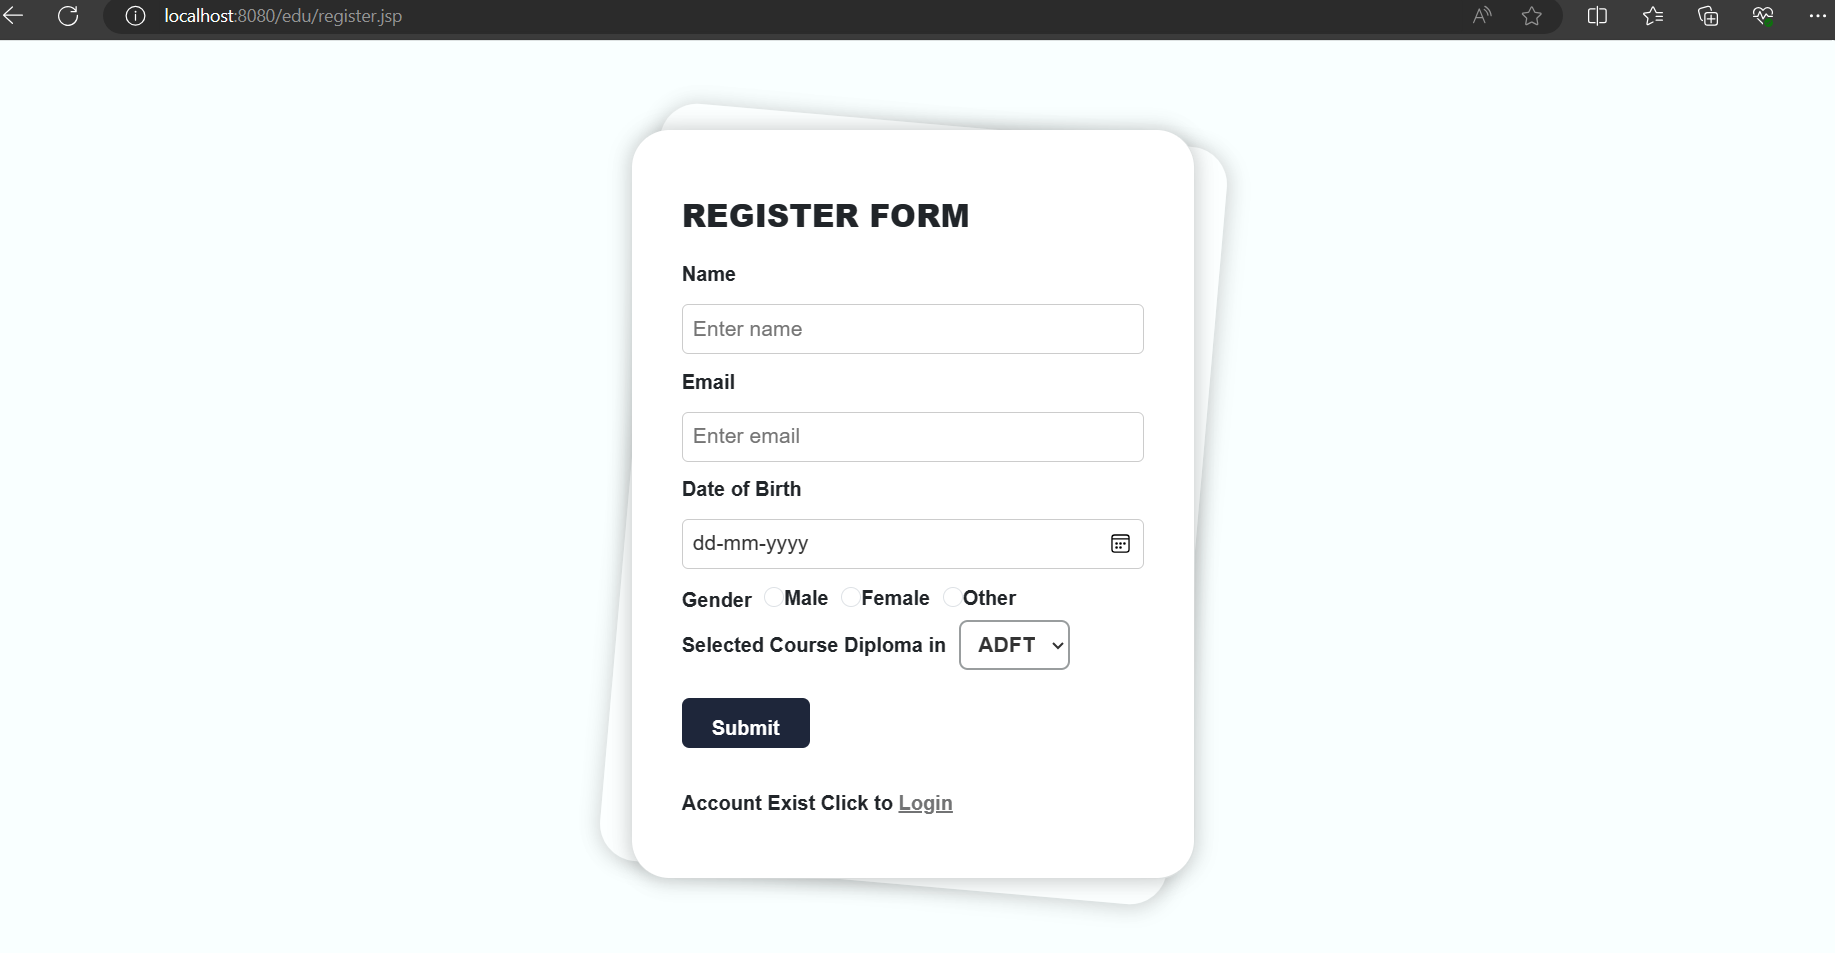 localhost:8080/edu/register.jsp
REGISTER FORM
Name
Enter name
Email
Enter email
Date of Birth
dd-mm-yyyy
Gender Male Female Other
Selected Course Diploma in ADFT
Submit
Account Exist Click to Login